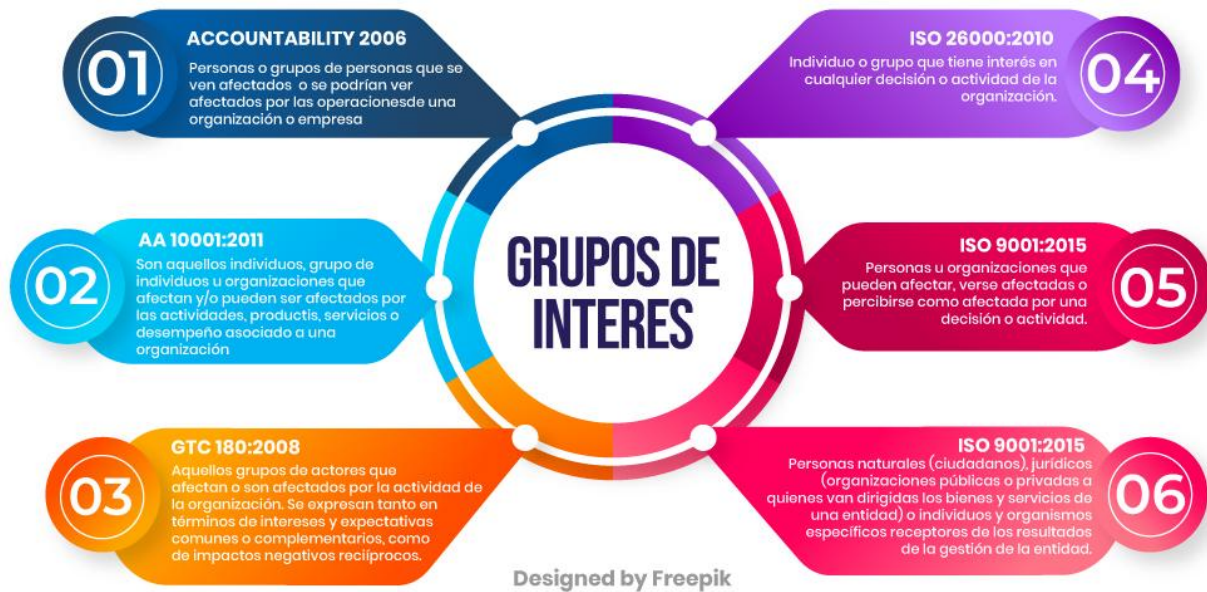 01
ACCOUNTABILITY 2006
Personas o grupos de personas que se
ven afectados o se podrían ver
afectados por las operacionesde una
organización o empresa
02
AA 10001:2011
Son aquellos individuos, grupo de
individuos u organizaciones que
afectan y/o pueden ser afectados por
las actividades, productis, servicios o
desempeño asociado a una
organización
03
GTC 180:2008
Aquellos grupos de actores que
afectan o son afectados por la actividad de
la organización. Se expresan tanto en
términos de intereses y expectativas
comunes o complementarios, como
de impactos negativos reciíprocos.
GRUPOS DE
INTERES
ISO 26000:2010
Individuo o grupo que tiene interés en
cualquier decisión o actividad de la
organización.
04
ISO 9001:2015
Personas u organizaciones que
pueden afectar, verse afectadas o
percibirse como afectada por una
decisión o actividad.
05
ISO 9001:2015
Personas naturales (ciudadanos), jurídicos
(organizaciones públicas o privadas a
quienes van dirigidas los bienes y servicios de
una entidad) o individuos y organismos
específicos receptores de los resultados
de la gestión de la entidad.
06
Designed by Freepik